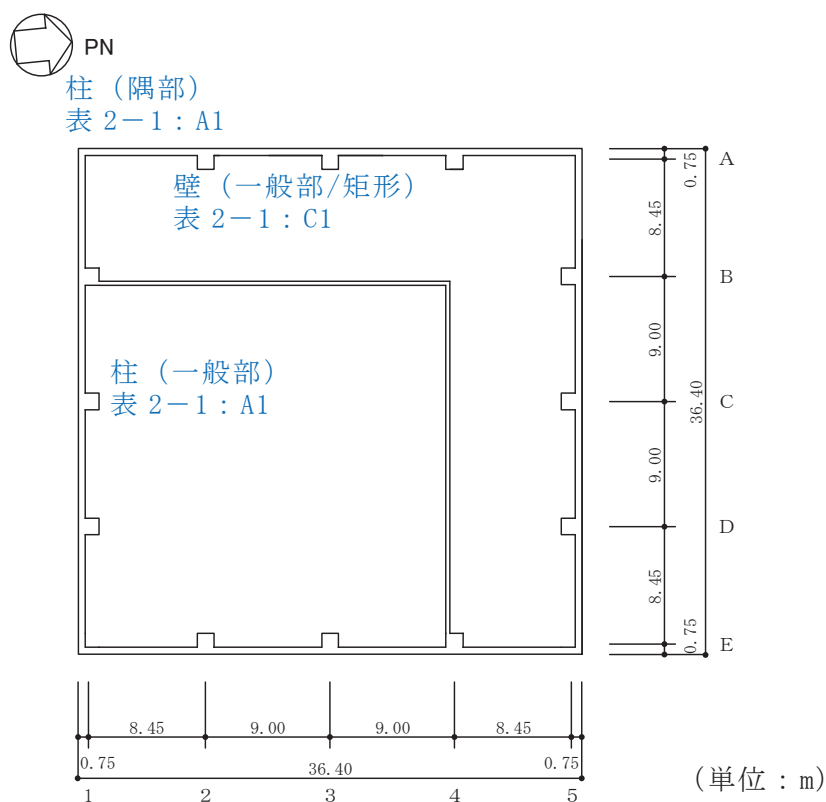 PN
柱（隅部）
表２－１：A1
壁（一般部/矩形）
表２－１：C1
柱（一般部）
表２－１：A1
A
0.75
8.45
B
9.00
36.40
C
9.00
D
8.45
0.75
E
8.45 9.00 9.00 8.45
0.75 36.40 0.75
1 2 3 4 5
（単位：m）